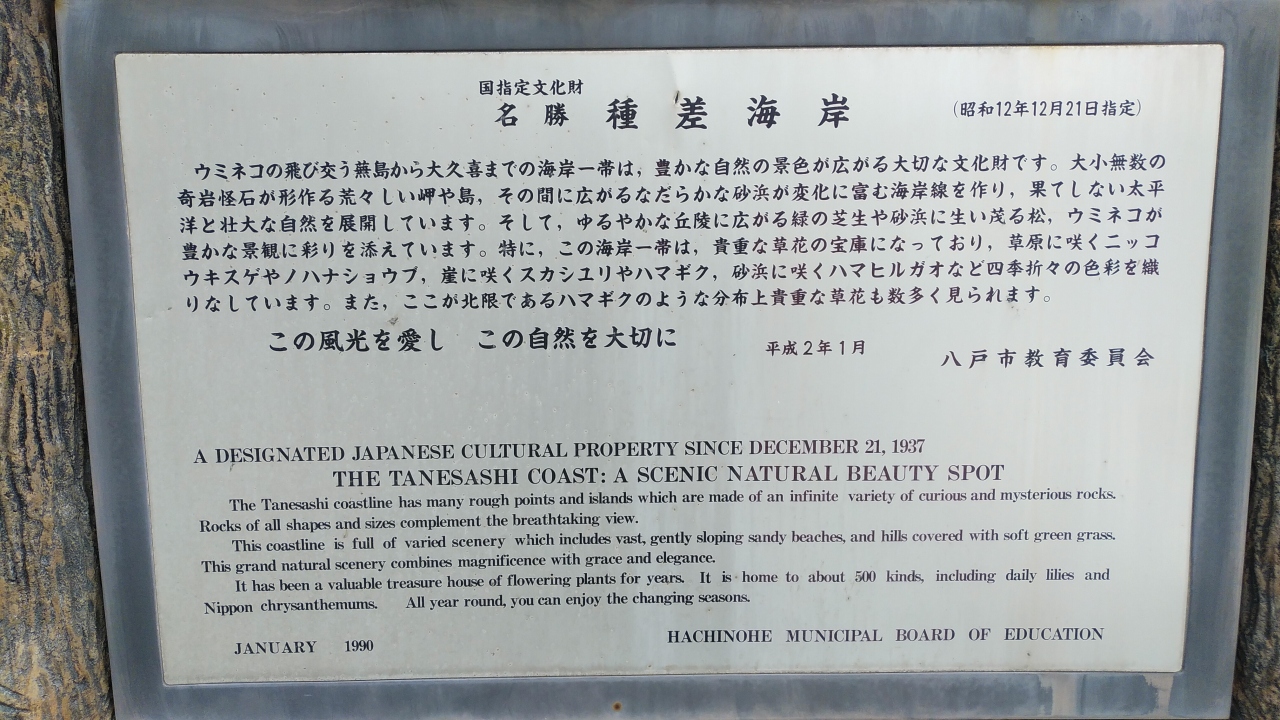 国指定文化財
名勝 種差海岸 (昭和12年12月21日指定)
ウミネコの飛び交う蕪島から大久喜までの海岸一帯は，豊かな自然の景色が広がる大切な文化財です。大小無数の
奇岩怪石が形作る荒々しい岬や島，その間に広がるなだらかな砂浜が変化に富む海岸線を作り，果てしない太平
洋と壮大な自然を展開しています。そして，ゆるやかな丘陵に広がる緑の芝生や砂浜に生い茂る松，ウミネコが
豊かな景観に彩りを添えています。特に，この海岸一帯は，貴重な草花の宝庫になっており，草原に咲くニッコ
ウキスゲやノハナショウブ，崖に咲くスカシユリやハマギク，砂浜に咲くハマヒルガオなど四季折々の色彩を織
りなしています。また，ここが北限であるハマギクのような分布上貴重な草花も数多く見られます。
この風光を愛し この自然を大切に
平成2年1月
八戸市教育委員会
A DESIGNATED JAPANESE CULTURAL PROPERTY SINCE DECEMBER 21, 1937
THE TANESASHI COAST: A SCENIC NATURAL BEAUTY SPOT
The Tanesashi coastline has many rough points and islands which are made of an infinite variety of curious and mysterious rocks.
Rocks of all shapes and sizes complement the breathtaking view.
This coastline is full of varied scenery which includes vast, gently sloping sandy beaches, and hills covered with soft green grass.
This grand natural scenery combines magnificence with grace and elegance.
It has been a valuable treasure house of flowering plants for years. It is home to about 500 kinds, including daily lilies and
Nippon chrysanthemums. All year round, you can enjoy the changing seasons.
JANUARY 1990
HACHINOHE MUNICIPAL BOARD OF EDUCATION